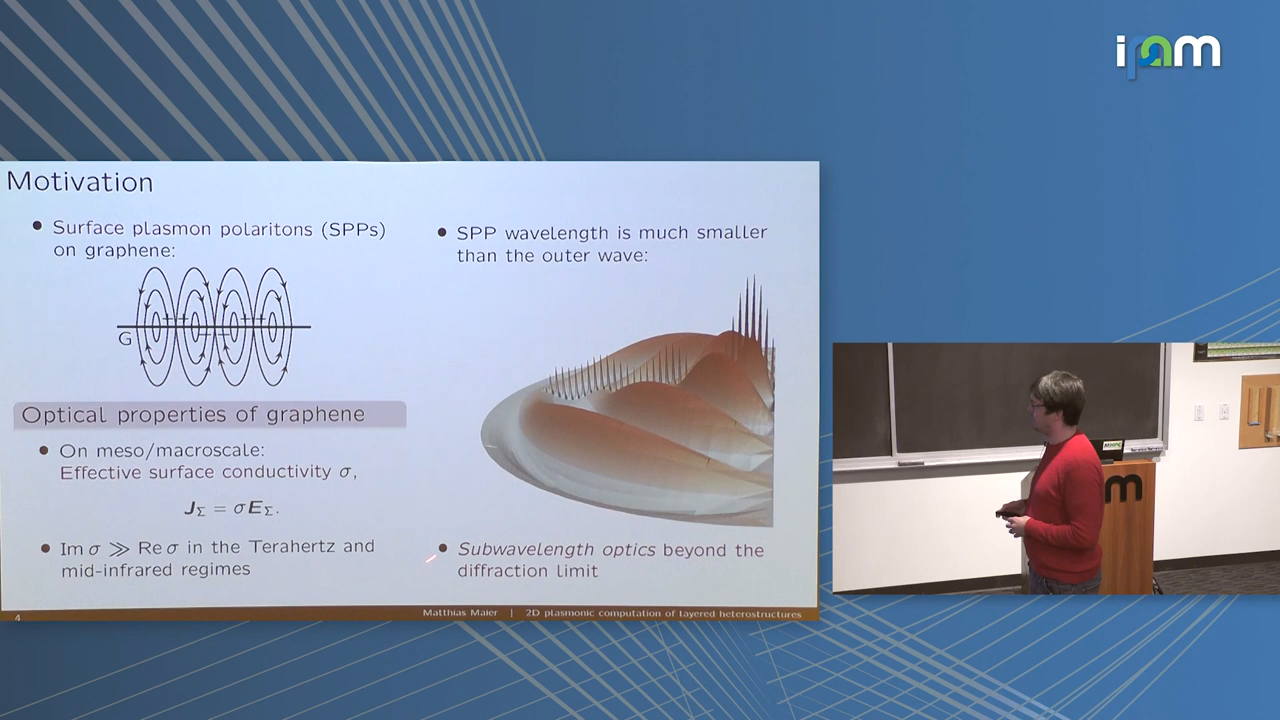 ipam
Motivation
• Surface plasmon polaritons (SPPs)
on graphene:
G
Optical properties of graphene
• On meso/macroscale:
Effective surface conductivity σ,
J_Σ = σE_Σ.
• Im σ ≫ Re σ in the Terahertz and
mid-infrared regimes
• SPP wavelength is much smaller
than the outer wave:
• Subwavelength optics beyond the
diffraction limit
4
Matthias Maier | 2D plasmonic computation of layered heterostructures
m